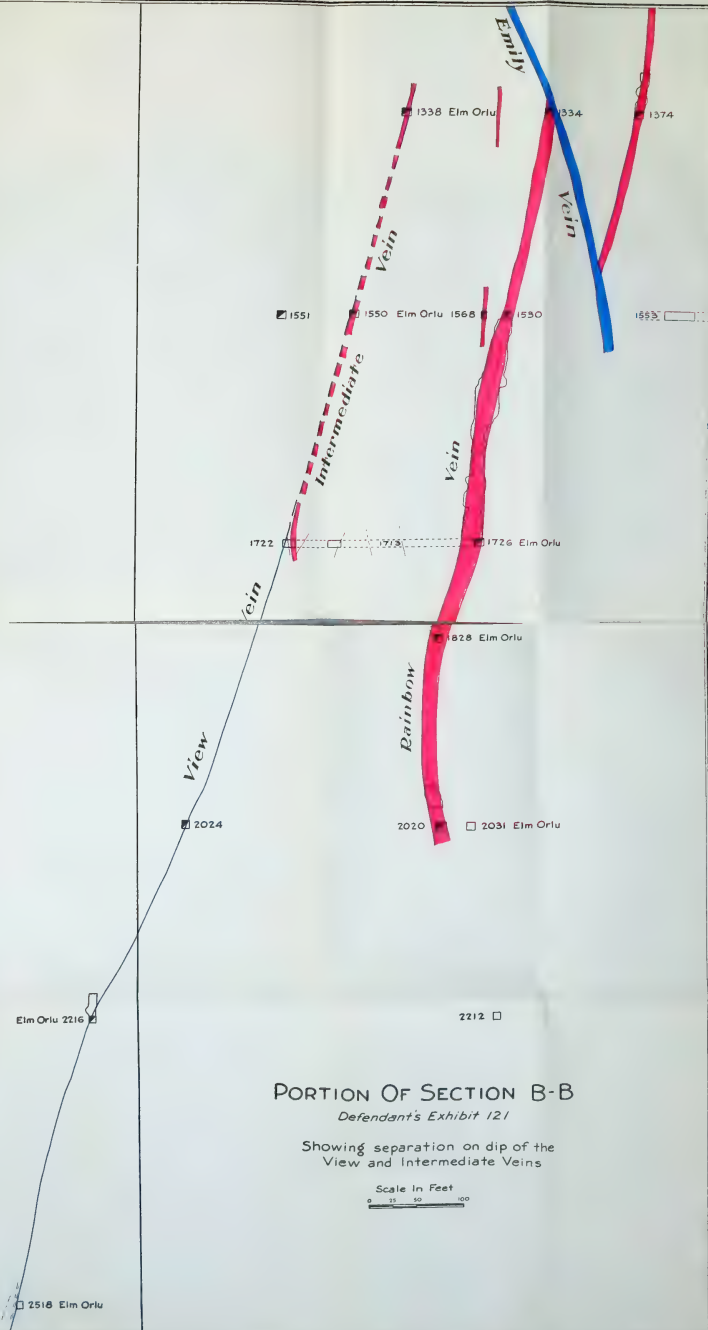 Emily
1338 Elm Orlu
1334
1374
Vein
Vein
1551
1550 Elm Orlu 1568
1530
1553
Intermediate
Vein
1722
1713
1726 Elm Orlu
Vein
1828 Elm Orlu
Rainbow
View
2024
2020
2031 Elm Orlu
Elm Orlu 2216
2212
PORTION OF SECTION B-B
Defendant's Exhibit 121
Showing separation on dip of the
View and Intermediate Veins
Scale In Feet
0 25 50 100
2518 Elm Orlu